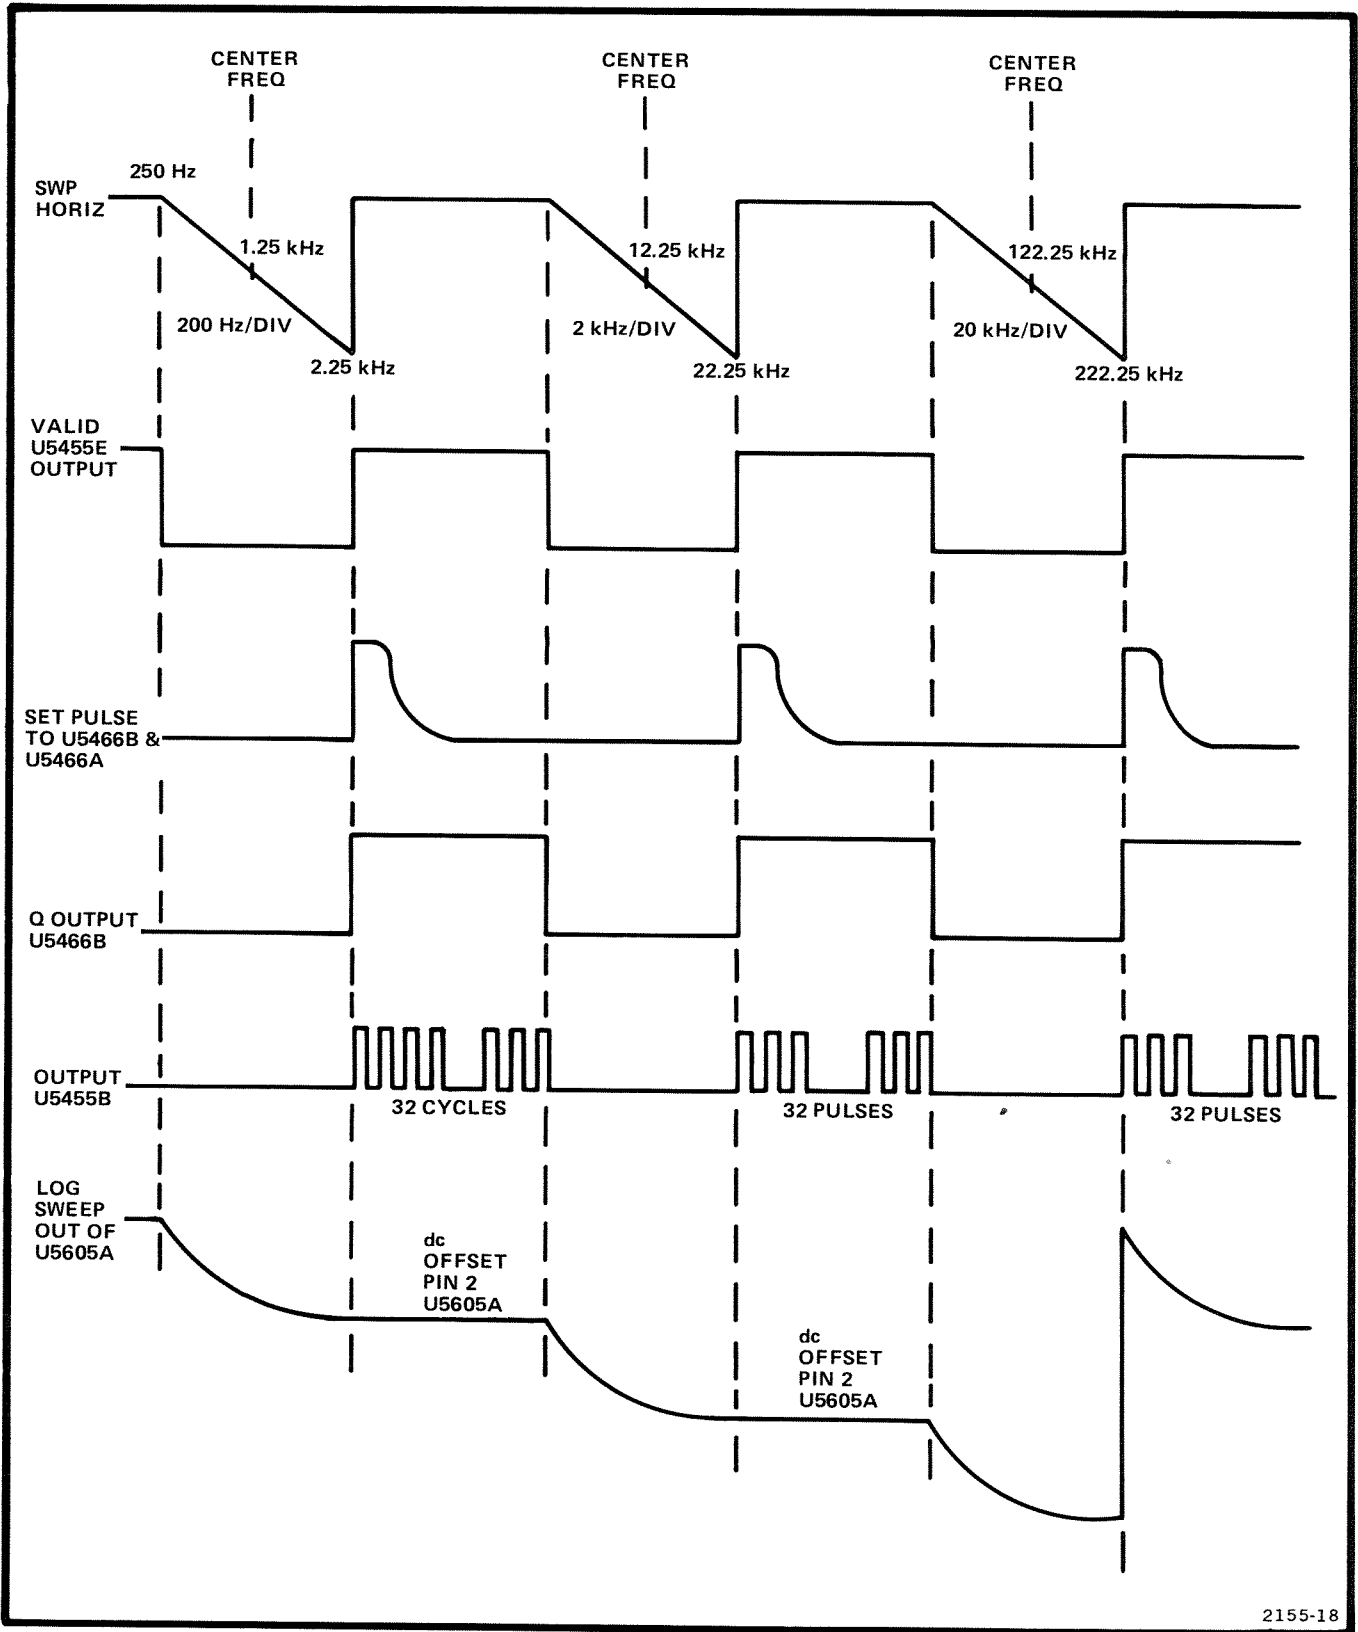 CENTER
FREQ
CENTER
FREQ
CENTER
FREQ
250 Hz
SWP
HORIZ
1.25 kHz
12.25 kHz
122.25 kHz
200 Hz/DIV
2 kHz/DIV
20 kHz/DIV
2.25 kHz
22.25 kHz
222.25 kHz
VALID
U5455E
OUTPUT
SET PULSE
TO U5466B &
U5466A
Q OUTPUT
U5466B
OUTPUT
U5455B
32 CYCLES
32 PULSES
32 PULSES
LOG
SWEEP
OUT OF
U5605A
dc
OFFSET
PIN 2
U5605A
dc
OFFSET
PIN 2
U5605A
2155-18